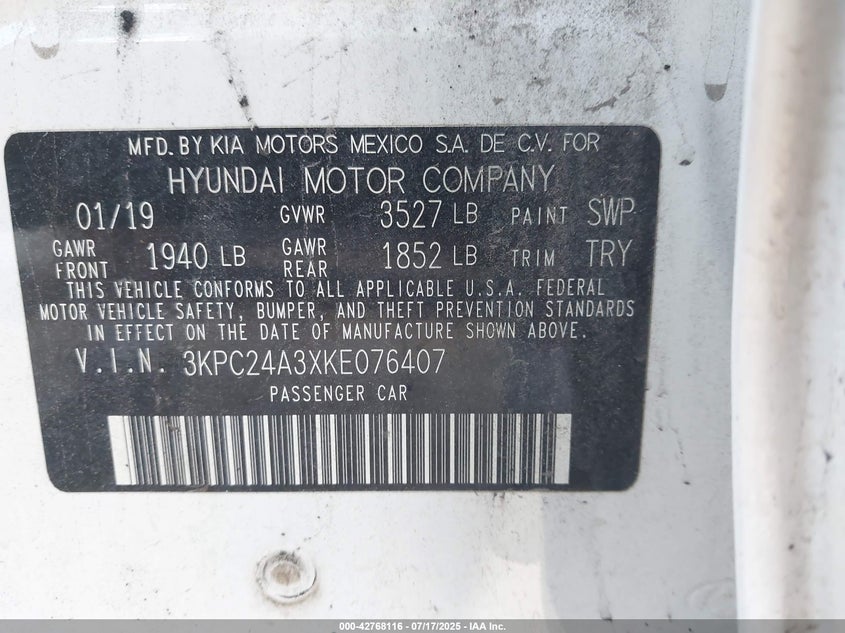 MFD. BY KIA MOTORS MEXICO S.A. DE C.V. FOR
HYUNDAI MOTOR COMPANY
01/19 GVWR 3527 LB PAINT SWP
GAWR FRONT 1940 LB GAWR REAR 1852 LB TRIM TRY
THIS VEHICLE CONFORMS TO ALL APPLICABLE U.S.A. FEDERAL
MOTOR VEHICLE SAFETY, BUMPER, AND THEFT PREVENTION STANDARDS
IN EFFECT ON THE DATE OF MANUFACTURE SHOWN ABOVE.
V.I.N. 3KPC24A3XKE076407
PASSENGER CAR
000-42768116 - 07/17/2025 - IAA Inc.